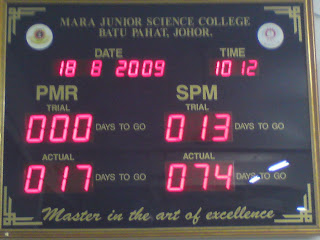 MARA JUNIOR SCIENCE COLLEGE
BATU PAHAT, JOHOR.
DATE TIME
18 8 2009 10 12
PMR SPM
TRIAL TRIAL
000 DAYS TO GO 013 DAYS TO GO
ACTUAL ACTUAL
017 DAYS TO GO 074 DAYS TO GO
Master in the art of excellence